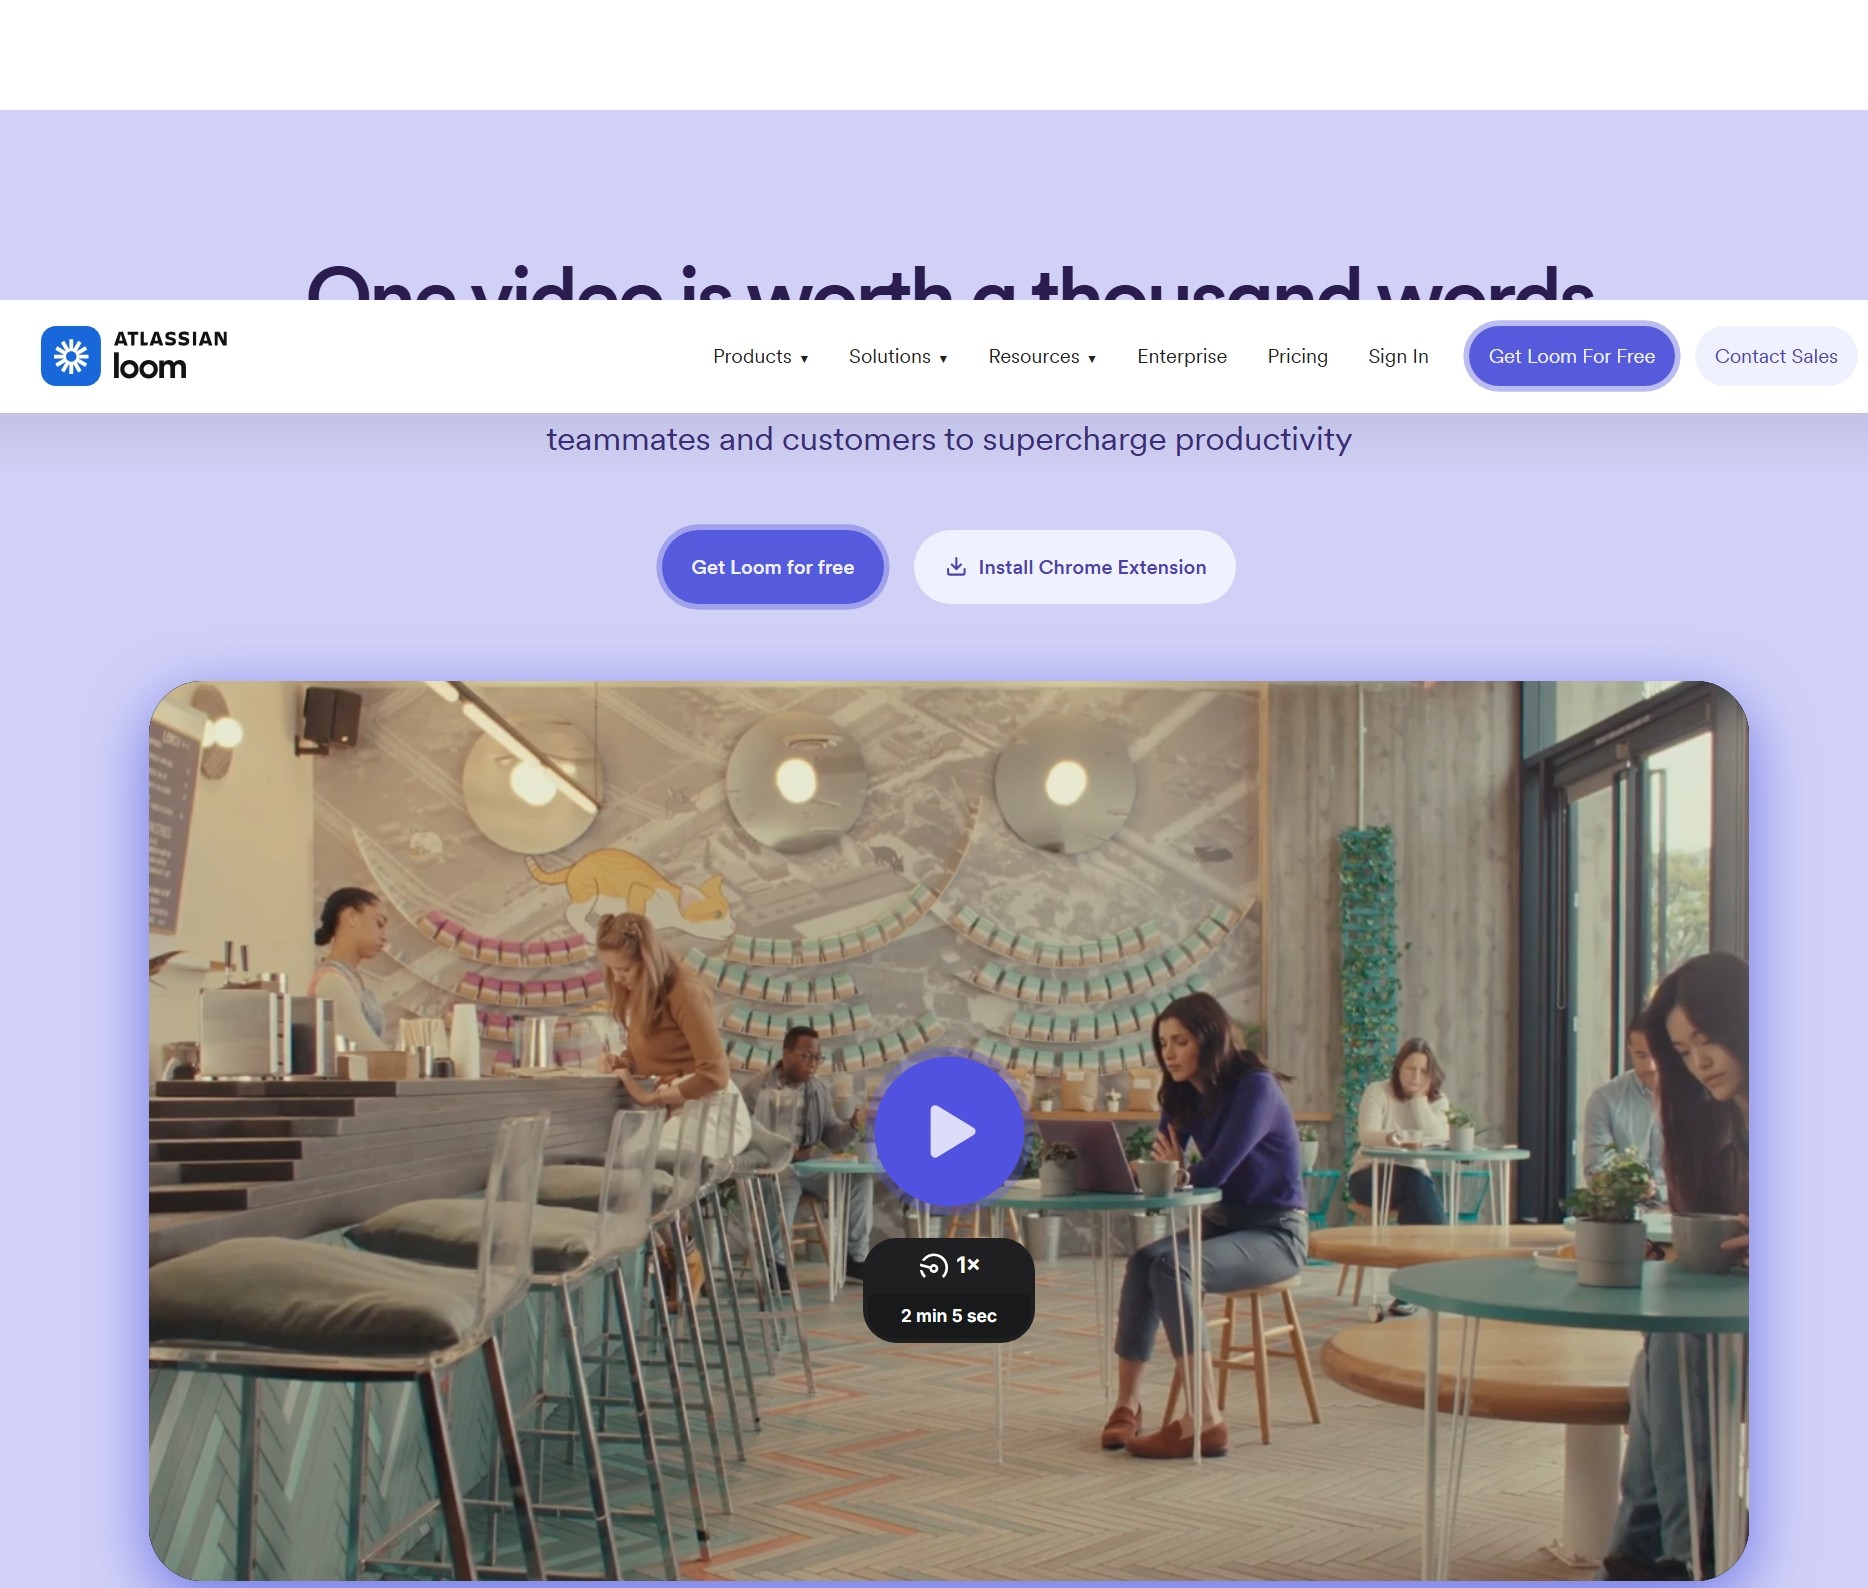 One video is worth a thousand words
ATLASSIAN
loom
Products ▼
Solutions ▼
Resources ▼
Enterprise
Pricing
Sign In
Get Loom For Free
Contact Sales
teammates and customers to supercharge productivity
Get Loom for free
Install Chrome Extension
1×
2 min 5 sec